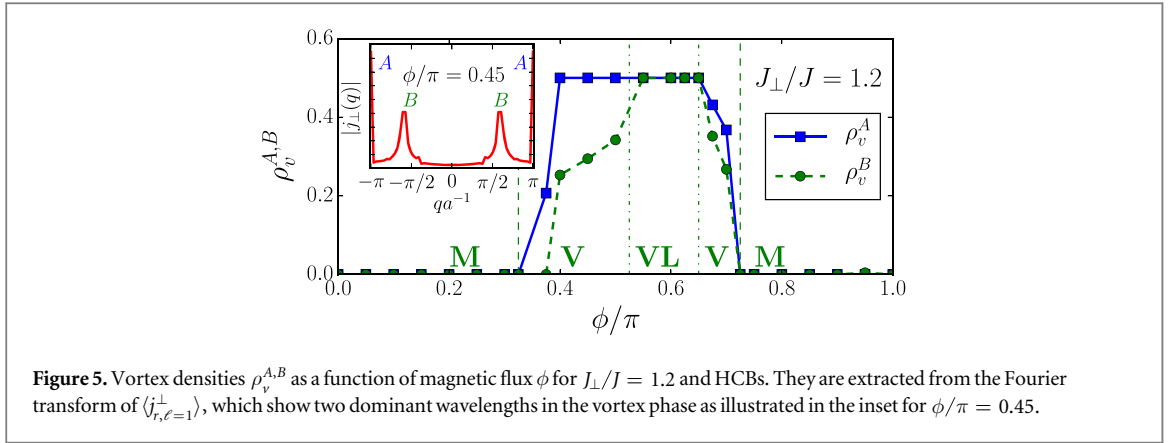 0.6
0.4
0.2
0.0
ρ_v^{A,B}
A
A
ϕ/π = 0.45
B
B
|j_⊥(q)|
−π
−π/2
0
π/2
π
qa^{−1}
J_⊥/J = 1.2
ρ_v^A
ρ_v^B
M
V
VL
V
M
0.0
0.2
0.4
0.6
0.8
1.0
ϕ/π
Figure 5. Vortex densities ρ_v^{A,B} as a function of magnetic flux ϕ for J_⊥/J = 1.2 and HCBs. They are extracted from the Fourier
transform of ⟨j^⊥_{r,ℓ=1}⟩, which show two dominant wavelengths in the vortex phase as illustrated in the inset for ϕ/π = 0.45.